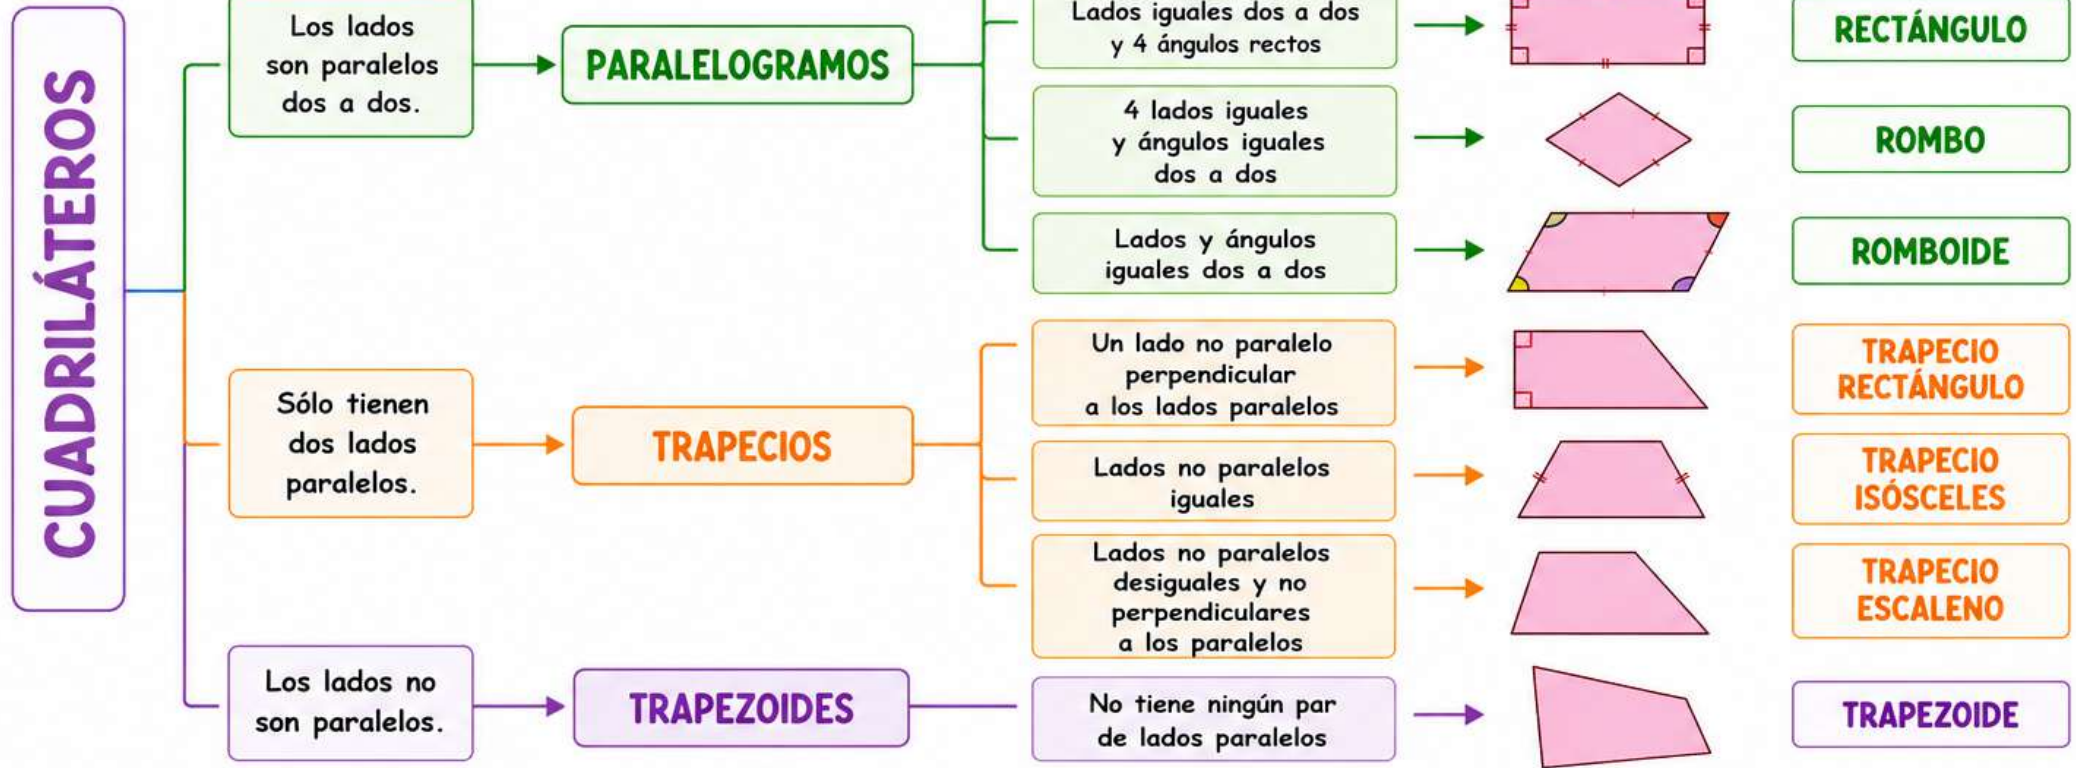 CUADRILÁTEROS
Los lados
son paralelos
dos a dos.
PARALELOGRAMOS
Lados iguales dos a dos
y 4 ángulos rectos
RECTÁNGULO
4 lados iguales
y ángulos iguales
dos a dos
ROMBO
Lados y ángulos
iguales dos a dos
ROMBOIDE
Sólo tienen
dos lados
paralelos.
TRAPECIOS
Un lado no paralelo
perpendicular
a los lados paralelos
TRAPECIO
RECTÁNGULO
Lados no paralelos
iguales
TRAPECIO
ISÓSCELES
Lados no paralelos
desiguales y no
perpendiculares
a los paralelos
TRAPECIO
ESCALENO
Los lados no
son paralelos.
TRAPEZOIDES
No tiene ningún par
de lados paralelos
TRAPEZOIDE